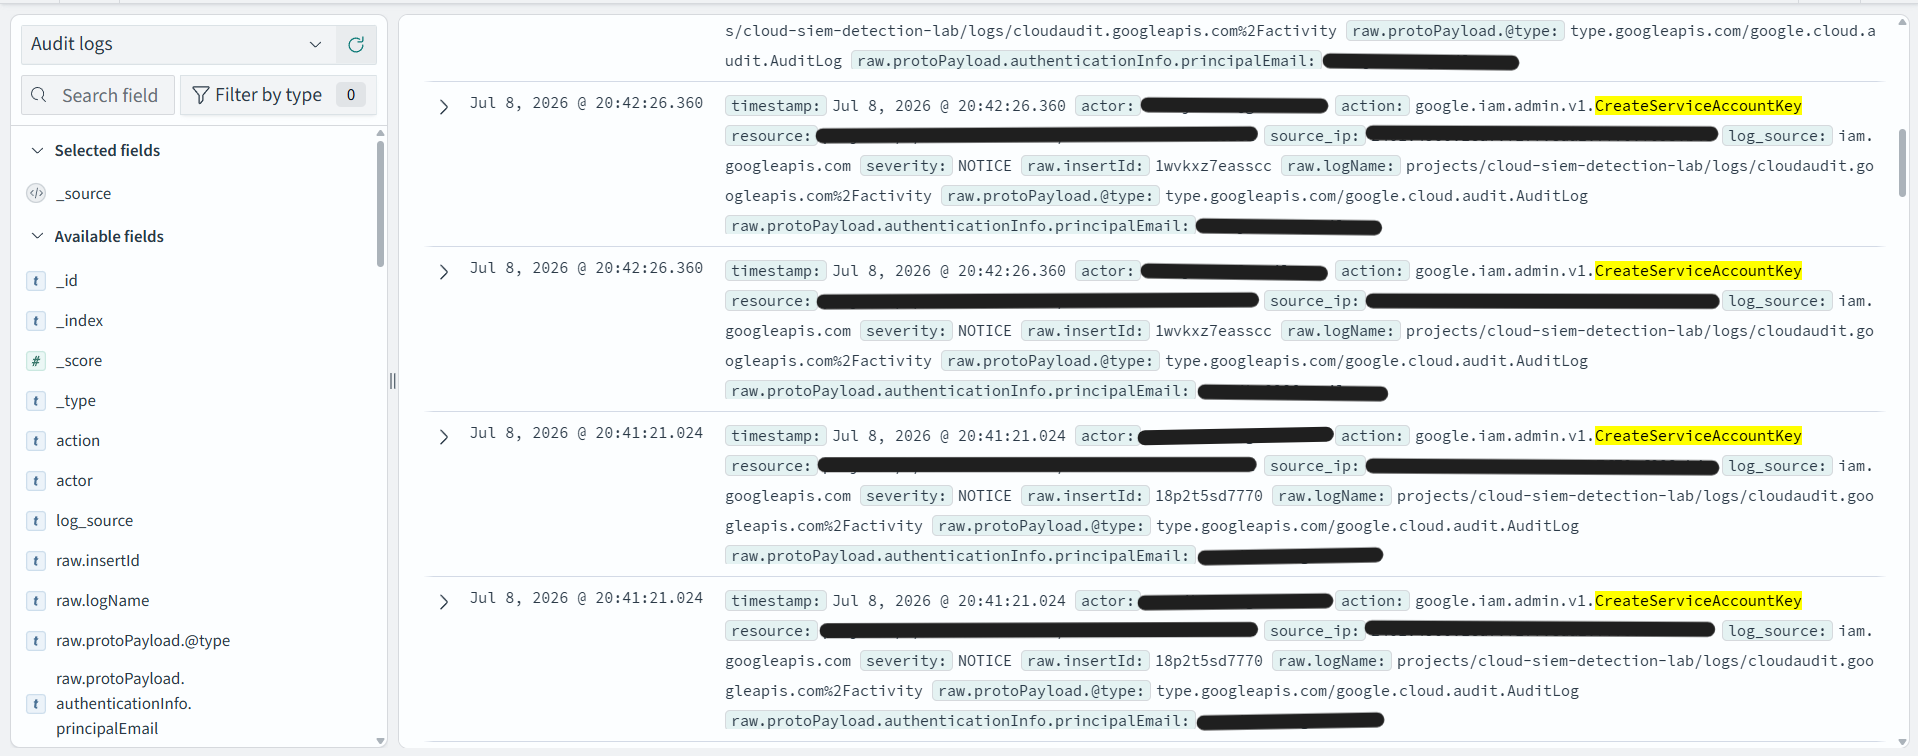 Audit logs
Search field
Filter by type 0
Selected fields
_source
Available fields
t _id
t _index
# _score
t _type
t action
t actor
t log_source
t raw.insertId
t raw.logName
t raw.protoPayload.@type
raw.protoPayload.
t authenticationInfo.
principalEmail
s/cloud-siem-detection-lab/logs/cloudaudit.googleapis.com%2Factivity raw.protoPayload.@type: type.googleapis.com/google.cloud.a
udit.AuditLog raw.protoPayload.authenticationInfo.principalEmail:
Jul 8, 2026 @ 20:42:26.360 timestamp: Jul 8, 2026 @ 20:42:26.360 actor: action: google.iam.admin.v1.CreateServiceAccountKey
resource: source_ip: log_source: iam.
googleapis.com severity: NOTICE raw.insertId: 1wvkxz7easscc raw.logName: projects/cloud-siem-detection-lab/logs/cloudaudit.go
ogleapis.com%2Factivity raw.protoPayload.@type: type.googleapis.com/google.cloud.audit.AuditLog
raw.protoPayload.authenticationInfo.principalEmail:
Jul 8, 2026 @ 20:42:26.360 timestamp: Jul 8, 2026 @ 20:42:26.360 actor: action: google.iam.admin.v1.CreateServiceAccountKey
resource: source_ip: log_source: iam.
googleapis.com severity: NOTICE raw.insertId: 1wvkxz7easscc raw.logName: projects/cloud-siem-detection-lab/logs/cloudaudit.go
ogleapis.com%2Factivity raw.protoPayload.@type: type.googleapis.com/google.cloud.audit.AuditLog
raw.protoPayload.authenticationInfo.principalEmail:
Jul 8, 2026 @ 20:41:21.024 timestamp: Jul 8, 2026 @ 20:41:21.024 actor: action: google.iam.admin.v1.CreateServiceAccountKey
resource: source_ip: log_source: iam.
googleapis.com severity: NOTICE raw.insertId: 18p2t5sd7770 raw.logName: projects/cloud-siem-detection-lab/logs/cloudaudit.goo
gleapis.com%2Factivity raw.protoPayload.@type: type.googleapis.com/google.cloud.audit.AuditLog
raw.protoPayload.authenticationInfo.principalEmail:
Jul 8, 2026 @ 20:41:21.024 timestamp: Jul 8, 2026 @ 20:41:21.024 actor: action: google.iam.admin.v1.CreateServiceAccountKey
resource: source_ip: log_source: iam.
googleapis.com severity: NOTICE raw.insertId: 18p2t5sd7770 raw.logName: projects/cloud-siem-detection-lab/logs/cloudaudit.goo
gleapis.com%2Factivity raw.protoPayload.@type: type.googleapis.com/google.cloud.audit.AuditLog
raw.protoPayload.authenticationInfo.principalEmail: